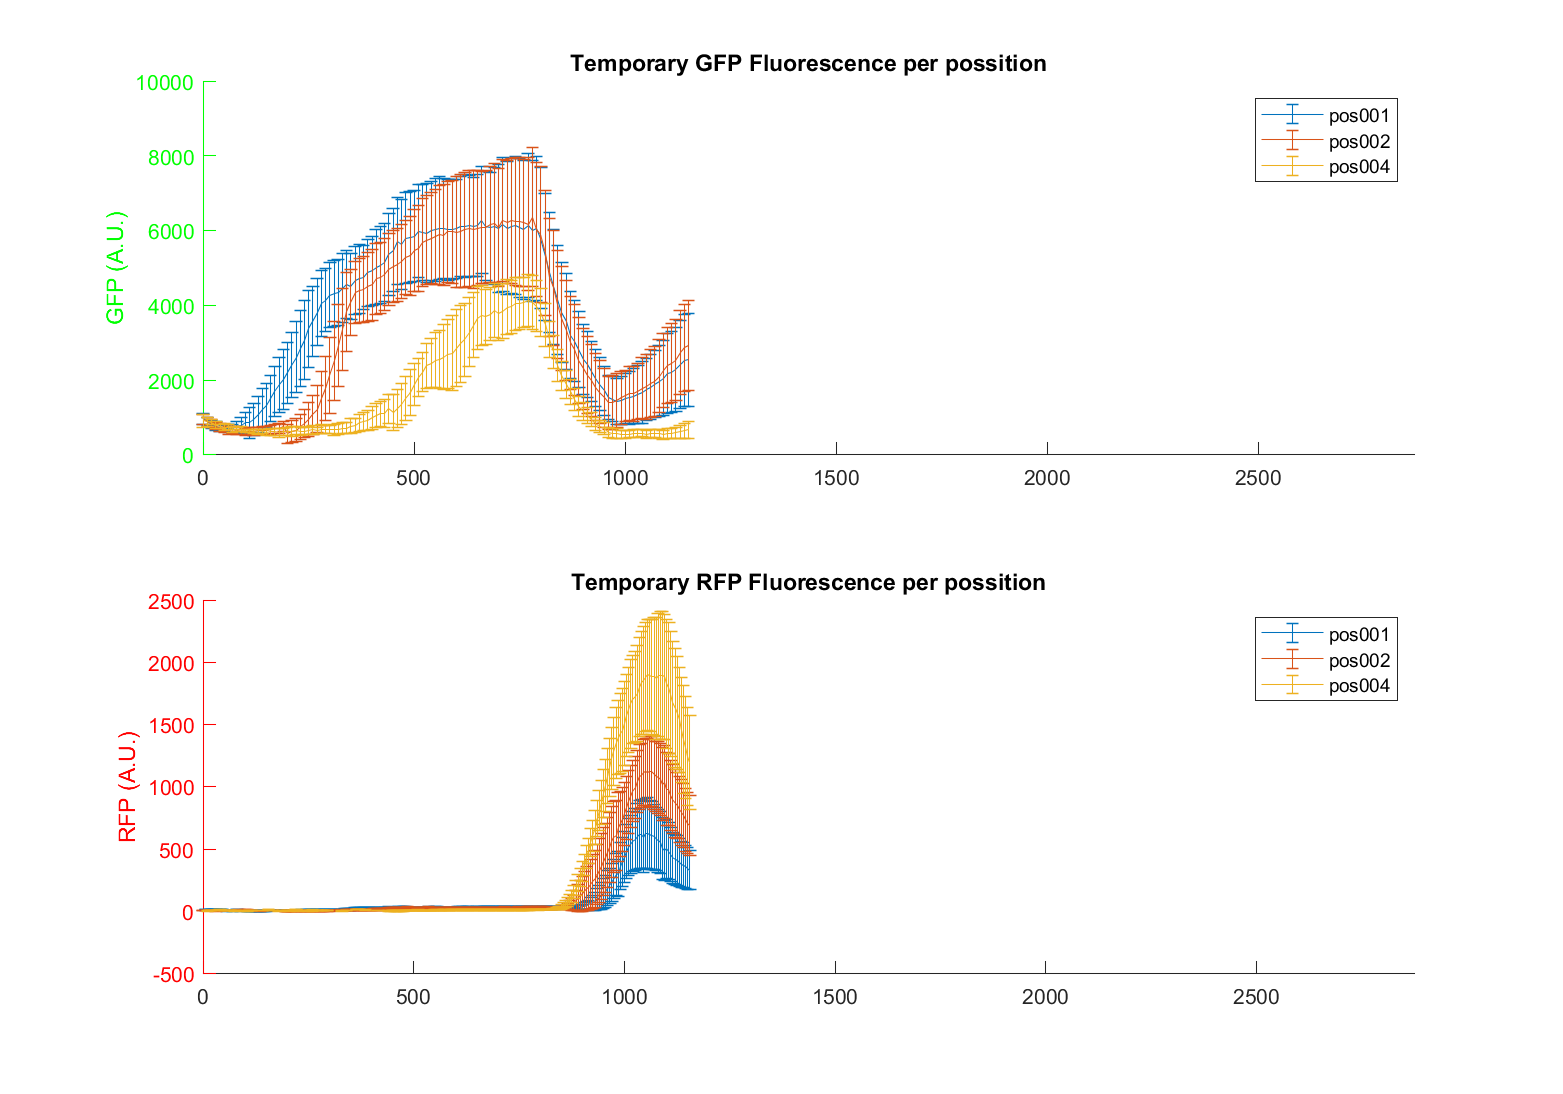 Temporary GFP Fluorescence per possition
10000
8000
6000
4000
2000
0
GFP (A.U.)
pos001
pos002
pos004
0 500 1000 1500 2000 2500
Temporary RFP Fluorescence per possition
2500
2000
1500
1000
500
0
-500
RFP (A.U.)
pos001
pos002
pos004
0 500 1000 1500 2000 2500